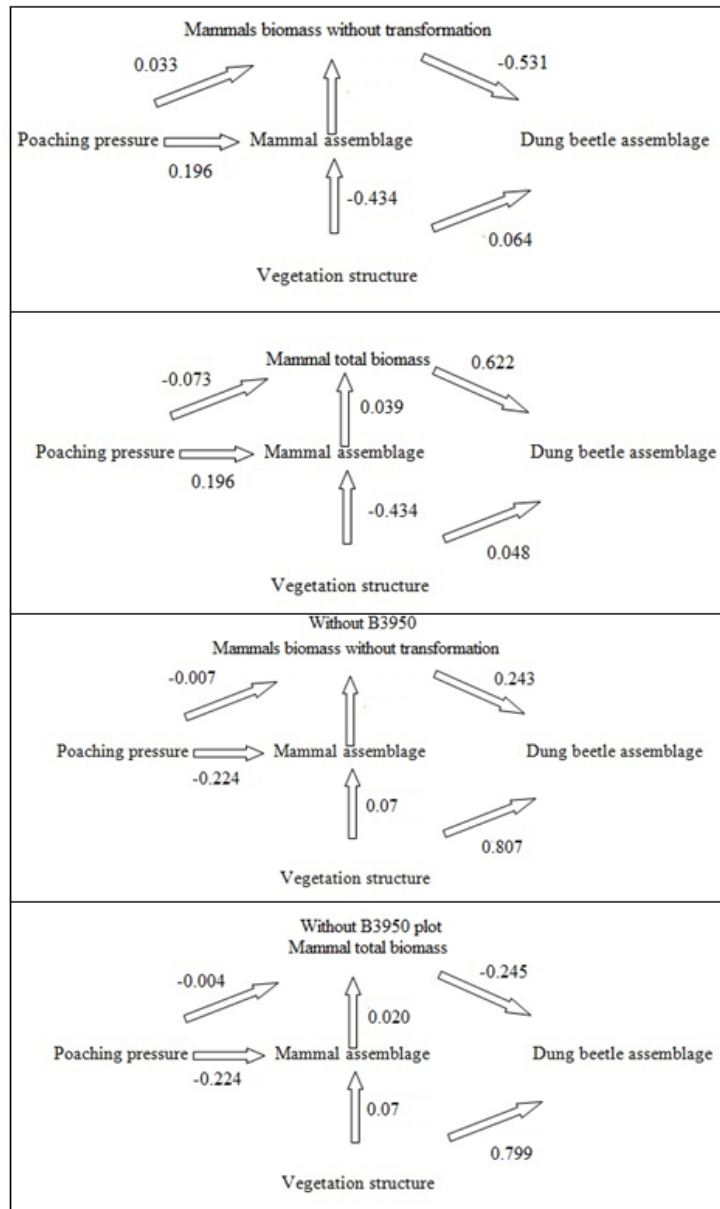 Mammals biomass without transformation
0.033
-0.531
Poaching pressure
Mammal assemblage
Dung beetle assemblage
0.196
-0.434
0.064
Vegetation structure
Mammal total biomass
-0.073
0.622
0.039
Poaching pressure
Mammal assemblage
Dung beetle assemblage
0.196
-0.434
0.048
Vegetation structure
Without B3950
Mammals biomass without transformation
-0.007
0.243
Poaching pressure
Mammal assemblage
Dung beetle assemblage
-0.224
0.07
0.807
Vegetation structure
Without B3950 plot
Mammal total biomass
-0.004
-0.245
0.020
Poaching pressure
Mammal assemblage
Dung beetle assemblage
-0.224
0.07
0.799
Vegetation structure